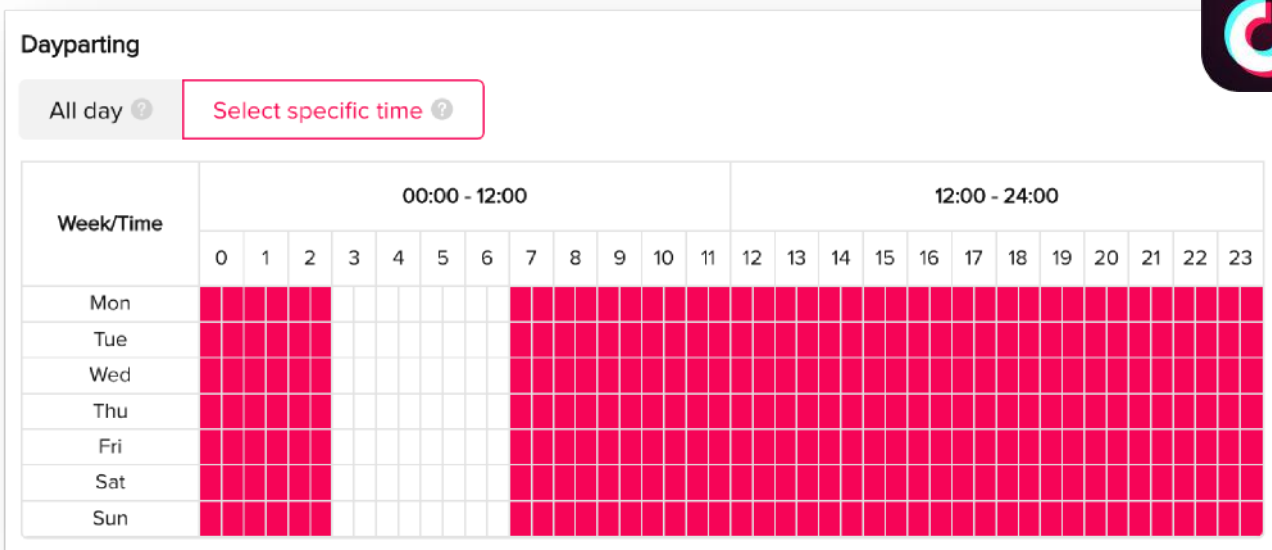 Dayparting
All day ?
Select specific time ?
Week/Time
00:00 - 12:00
12:00 - 24:00
0 1 2 3 4 5 6 7 8 9 10 11 12 13 14 15 16 17 18 19 20 21 22 23
Mon
Tue
Wed
Thu
Fri
Sat
Sun